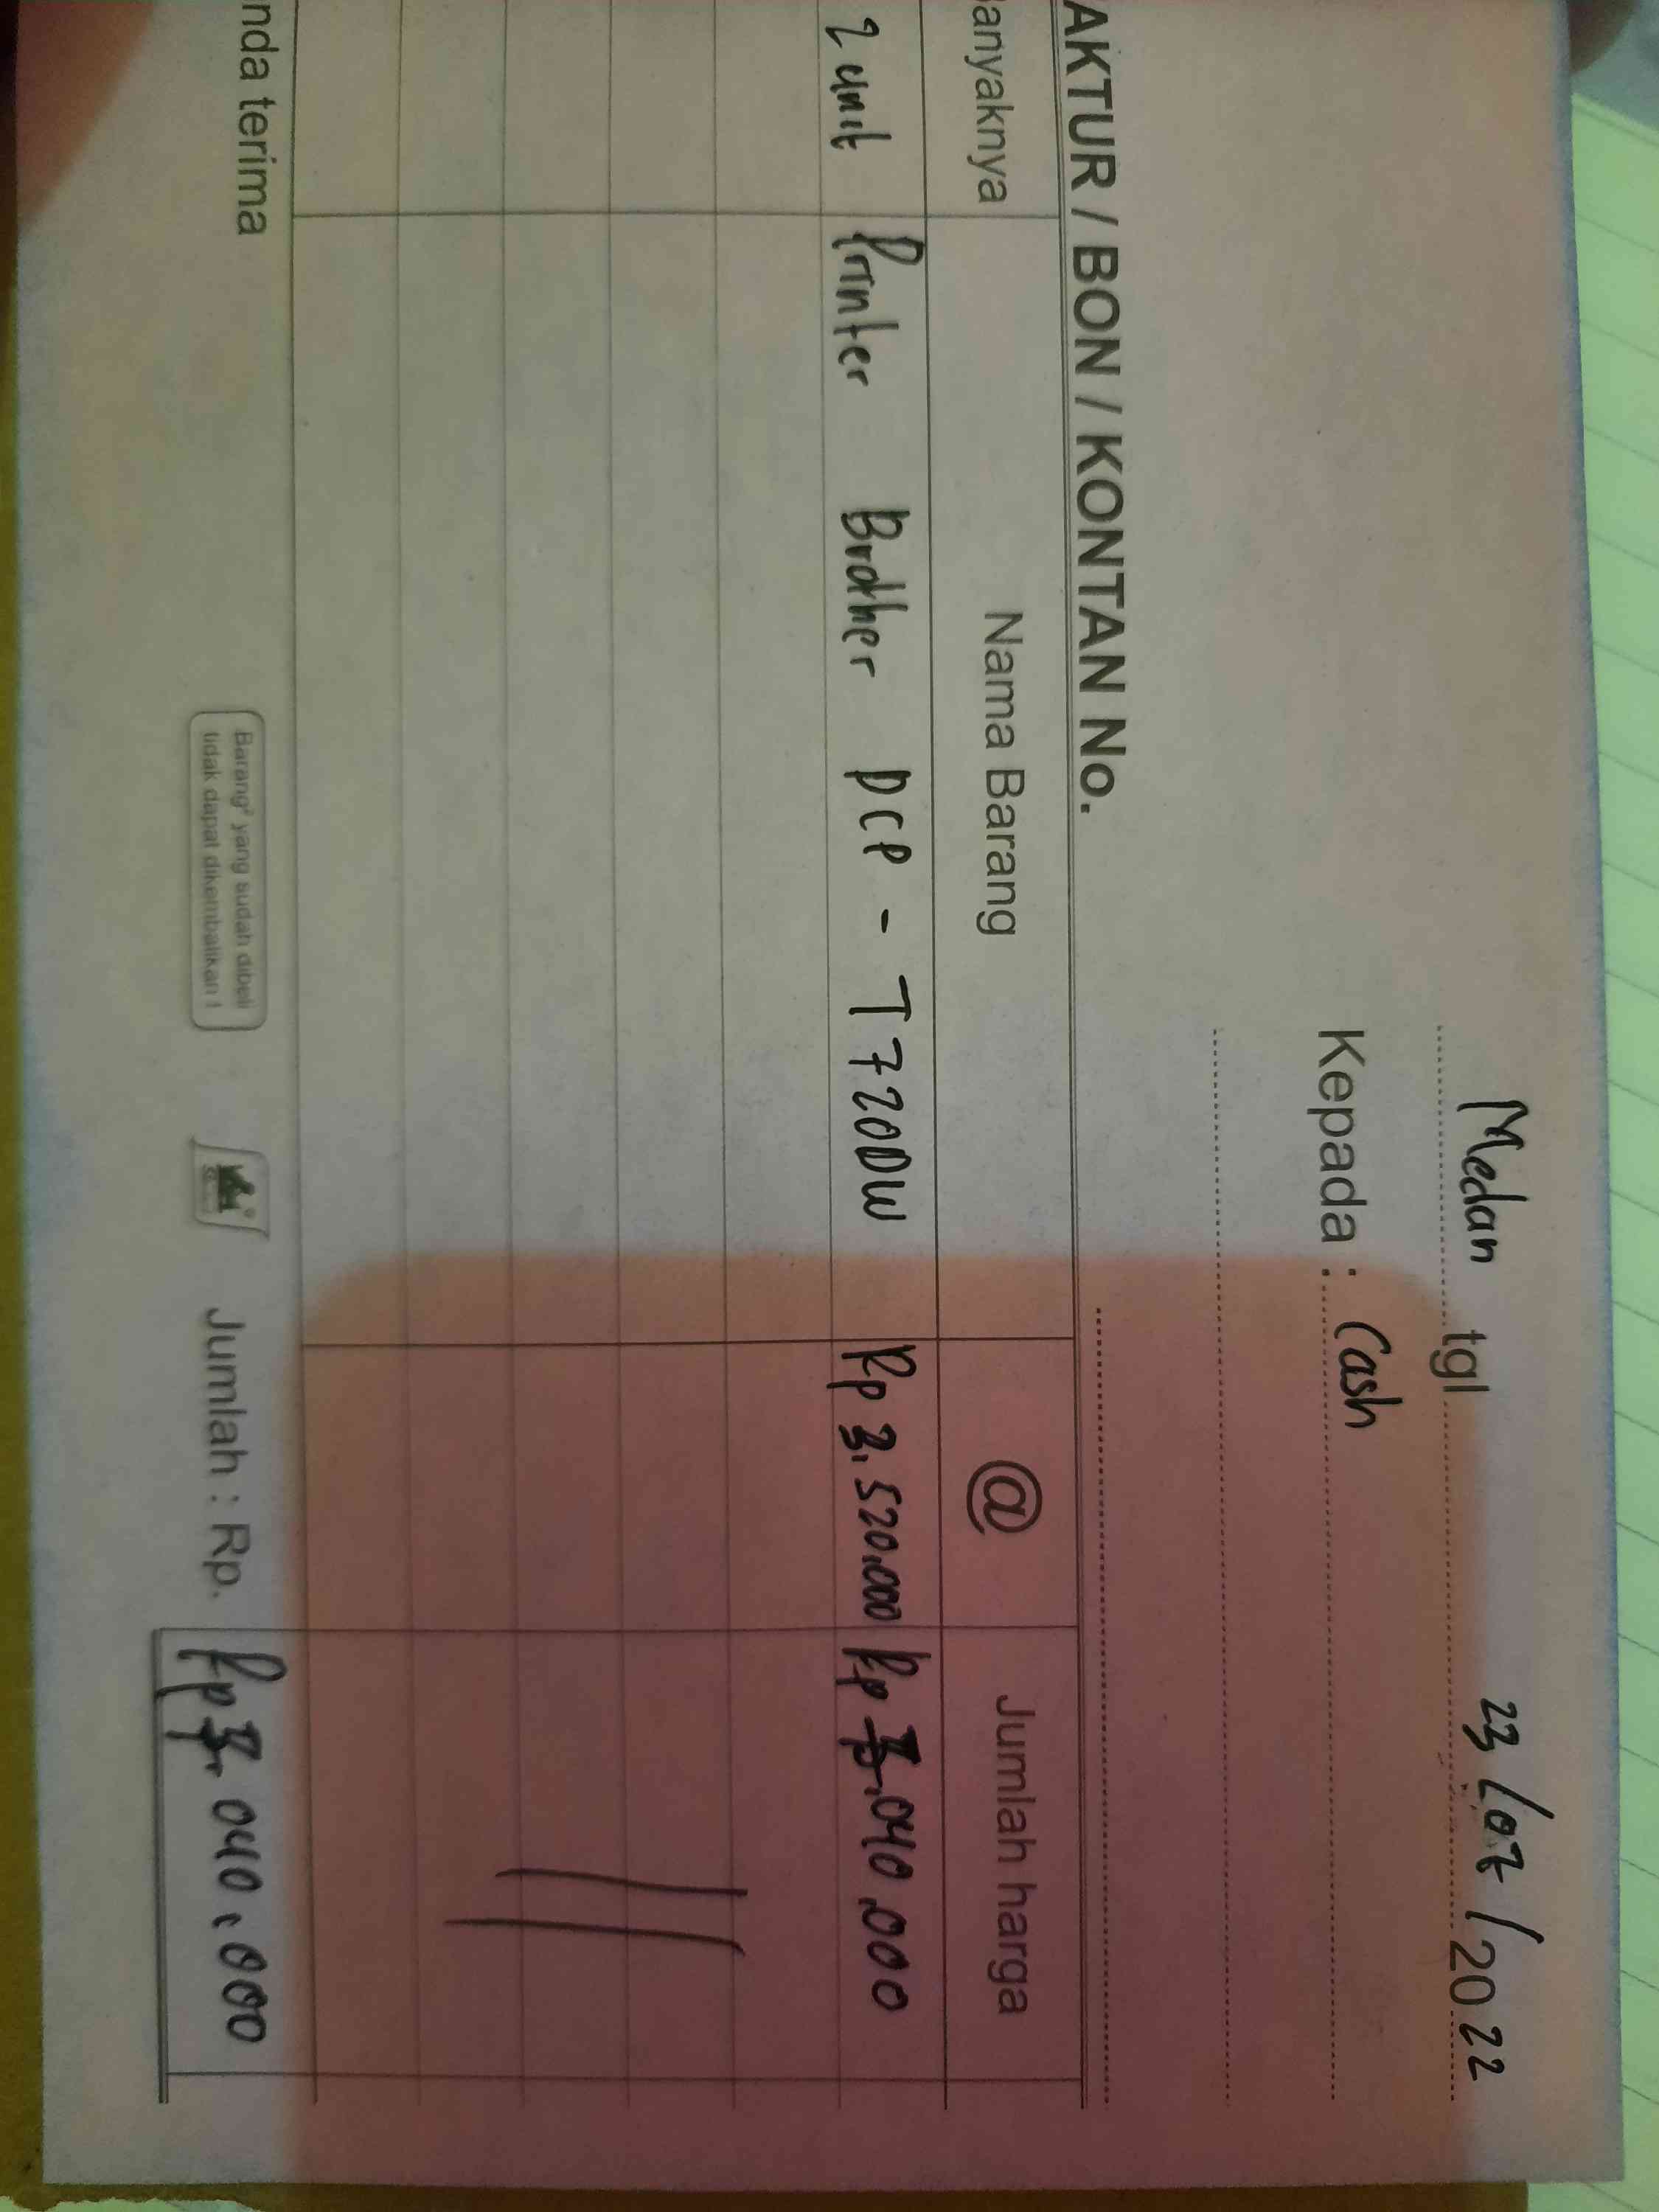 Medan tgl 23/07/2022
Kepada : Cash
AKTUR / BON / KONTAN No.
anyaknya Nama Barang @ Jumlah harga
2 unit Printer Brother DCP - T720DW Rp 3.520.000 Rp 7.040.000
nda terima Jumlah : Rp. Rp 7.040.000
Barang² yang sudah dibeli
tidak dapat dikembalikan !